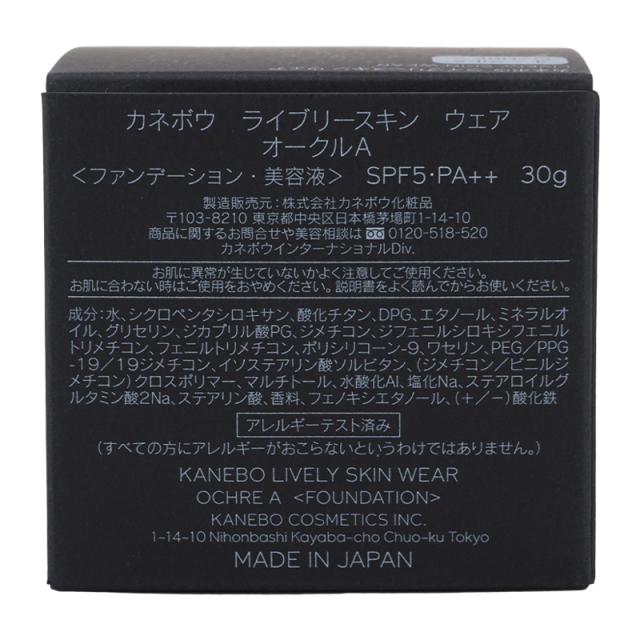 カネボウ ライブリースキン ウェア
オークルA
＜ファンデーション・美容液＞ SPF5・PA++ 30g
製造販売元：株式会社カネボウ化粧品
〒103-8210 東京都中央区日本橋茅場町1-14-10
商品に関するお問合せや美容相談は 0120-518-520
カネボウインターナショナルDiv.
お肌に異常が生じていないかよく注意してご使用ください。
お肌に合わない時はご使用をおやめください。説明書をよく読んでからお使いください。
成分：水、シクロペンタシロキサン、酸化チタン、DPG、エタノール、ミネラルオ
イル、グリセリン、ジカプリル酸PG、ジメチコン、ジフェニルシロキシフェニル
トリメチコン、フェニルトリメチコン、ポリシリコーン-9、ワセリン、PEG/PPG
-19/19ジメチコン、イソステアリン酸ソルビタン、(ジメチコン/ビニルジ
メチコン)クロスポリマー、マルチトール、水酸化Al、塩化Na、ステアロイルグ
ルタミン酸2Na、ステアリン酸、香料、フェノキシエタノール、(＋/－)酸化鉄
アレルギーテスト済み
(すべての方にアレルギーがおこらないというわけではありません。)
KANEBO LIVELY SKIN WEAR
OCHRE A <FOUNDATION>
KANEBO COSMETICS INC.
1-14-10 Nihonbashi Kayaba-cho Chuo-ku Tokyo
MADE IN JAPAN